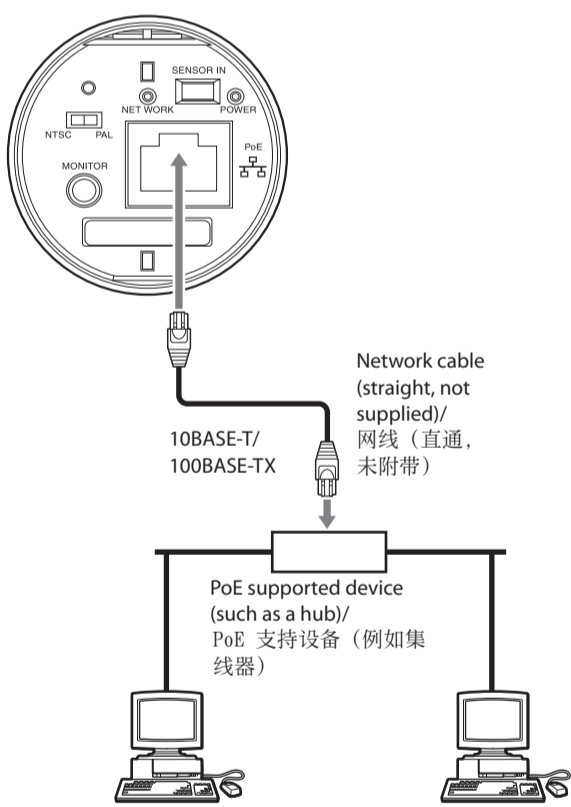 SENSOR IN
NET WORK
POWER
NTSC
PAL
PoE
MONITOR
Network cable
(straight, not
supplied)/
网线（直通，
未附带）
10BASE-T/
100BASE-TX
PoE supported device
(such as a hub)/
PoE 支持设备（例如集
线器）